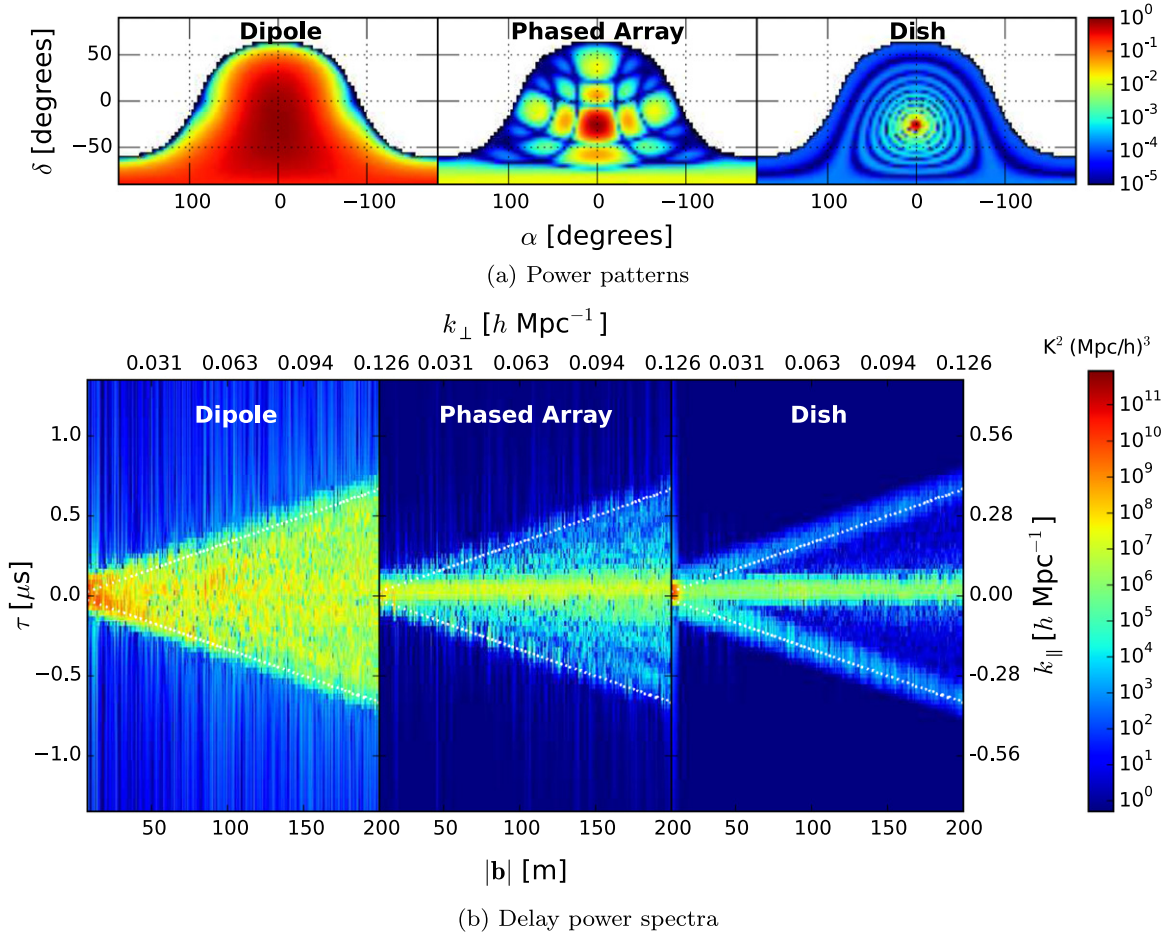 Dipole Phased Array Dish
δ [degrees]
50
0
−50
100 0 −100 100 0 −100 100 0 −100
α [degrees]
10^0
10^-1
10^-2
10^-3
10^-4
10^-5
(a) Power patterns
k⊥ [h Mpc^-1]
0.031 0.063 0.094 0.126 0.031 0.063 0.094 0.126 0.031 0.063 0.094 0.126
Dipole Phased Array Dish
τ [μs]
1.0
0.5
0.0
−0.5
−1.0
50 100 150 200 50 100 150 200 50 100 150 200
|b| [m]
0.56
0.28
0.00
−0.28
−0.56
k∥ [h Mpc^-1]
K^2 (Mpc/h)^3
10^11
10^10
10^9
10^8
10^7
10^6
10^5
10^4
10^3
10^2
10^1
10^0
(b) Delay power spectra